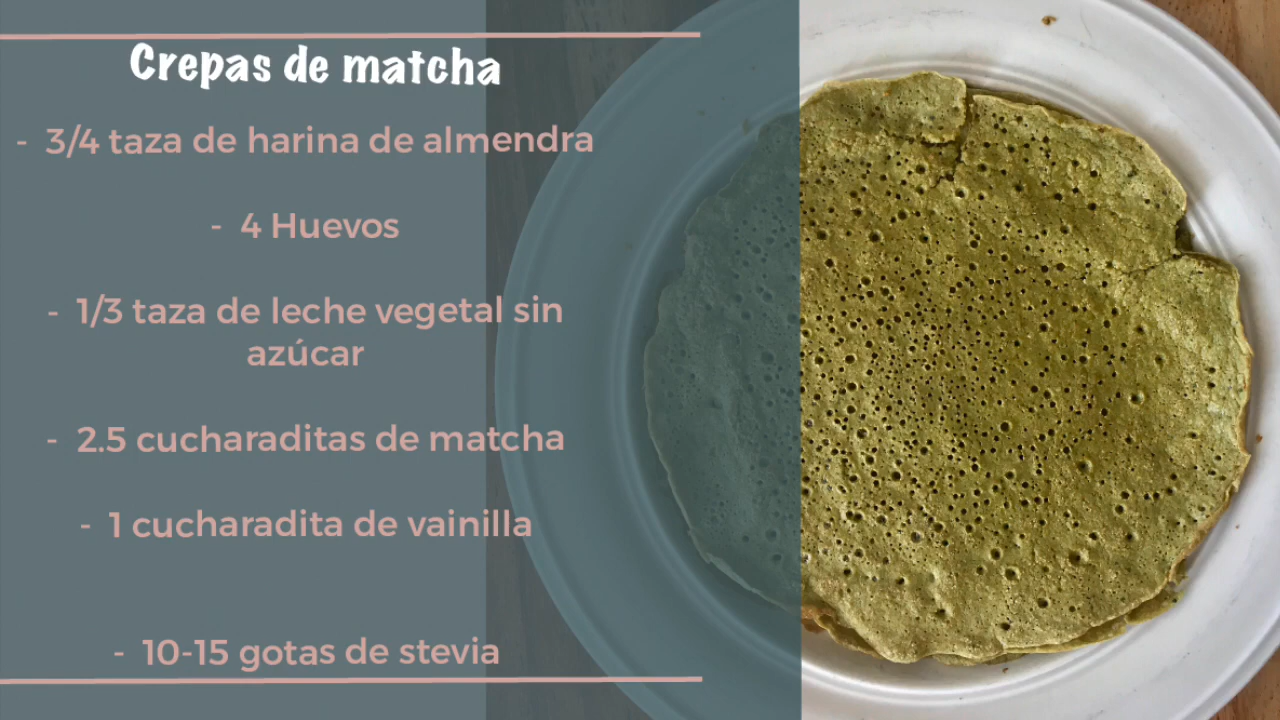 Crepas de matcha
- 3/4 taza de harina de almendra
- 4 Huevos
- 1/3 taza de leche vegetal sin
azúcar
- 2.5 cucharaditas de matcha
- 1 cucharadita de vainilla
- 10-15 gotas de stevia